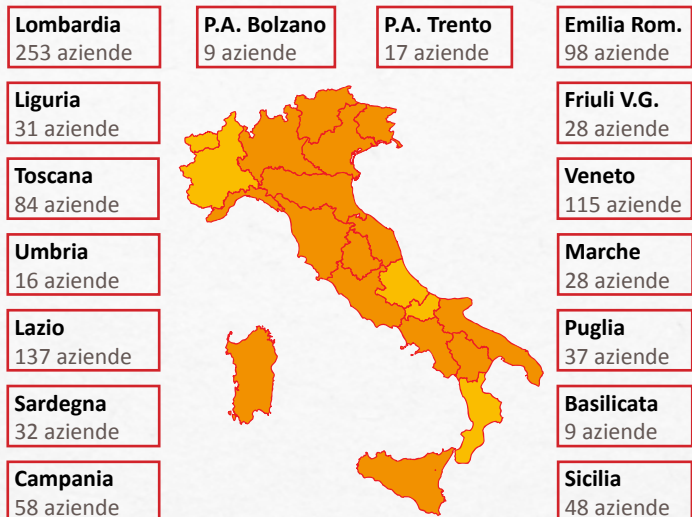 Lombardia
253 aziende
P.A. Bolzano
9 aziende
P.A. Trento
17 aziende
Emilia Rom.
98 aziende
Liguria
31 aziende
Friuli V.G.
28 aziende
Toscana
84 aziende
Veneto
115 aziende
Umbria
16 aziende
Marche
28 aziende
Lazio
137 aziende
Puglia
37 aziende
Sardegna
32 aziende
Basilicata
9 aziende
Campania
58 aziende
Sicilia
48 aziende